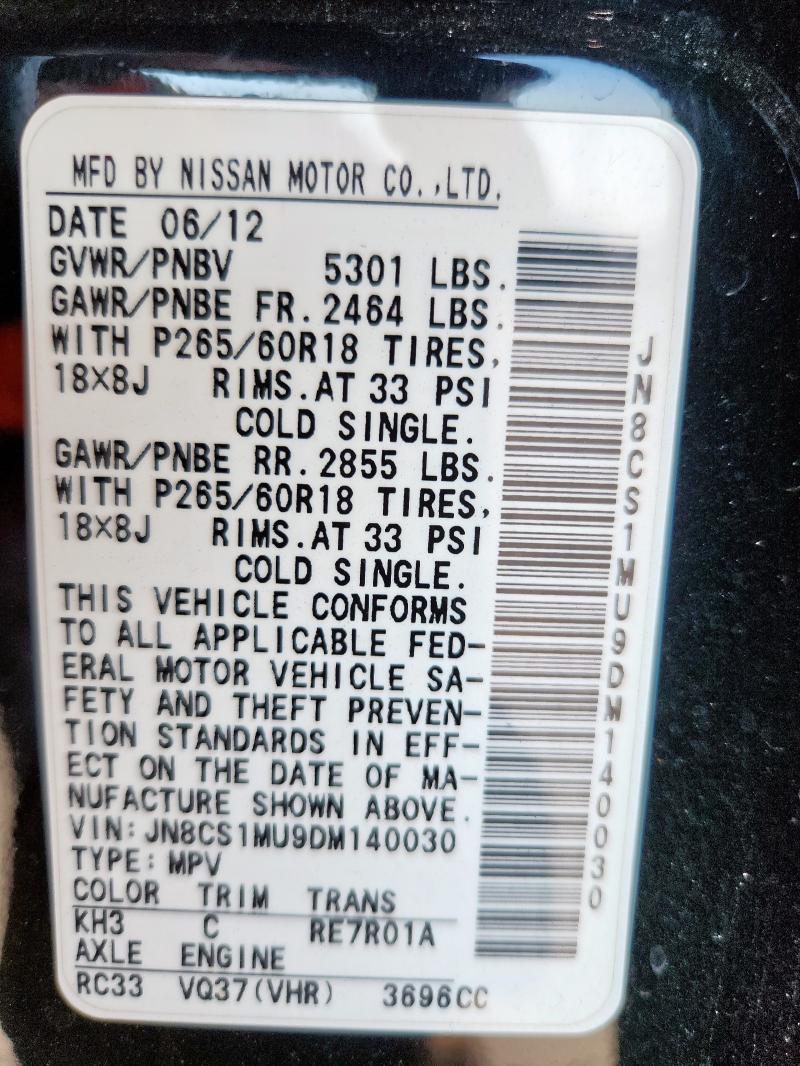 MFD BY NISSAN MOTOR CO.,LTD.
DATE 06/12
GVWR/PNBV 5301 LBS.
GAWR/PNBE FR.2464 LBS.
WITH P265/60R18 TIRES,
18×8J RIMS.AT 33 PSI
COLD SINGLE.
GAWR/PNBE RR.2855 LBS.
WITH P265/60R18 TIRES,
18×8J RIMS.AT 33 PSI
COLD SINGLE.
THIS VEHICLE CONFORMS
TO ALL APPLICABLE FED-
ERAL MOTOR VEHICLE SA-
FETY AND THEFT PREVEN-
TION STANDARDS IN EFF-
ECT ON THE DATE OF MA-
NUFACTURE SHOWN ABOVE.
VIN:JN8CS1MU9DM140030
TYPE:MPV
COLOR TRIM TRANS
KH3 C RE7R01A
AXLE ENGINE
RC33 VQ37(VHR) 3696CC
JN8CS1MU9DM140030